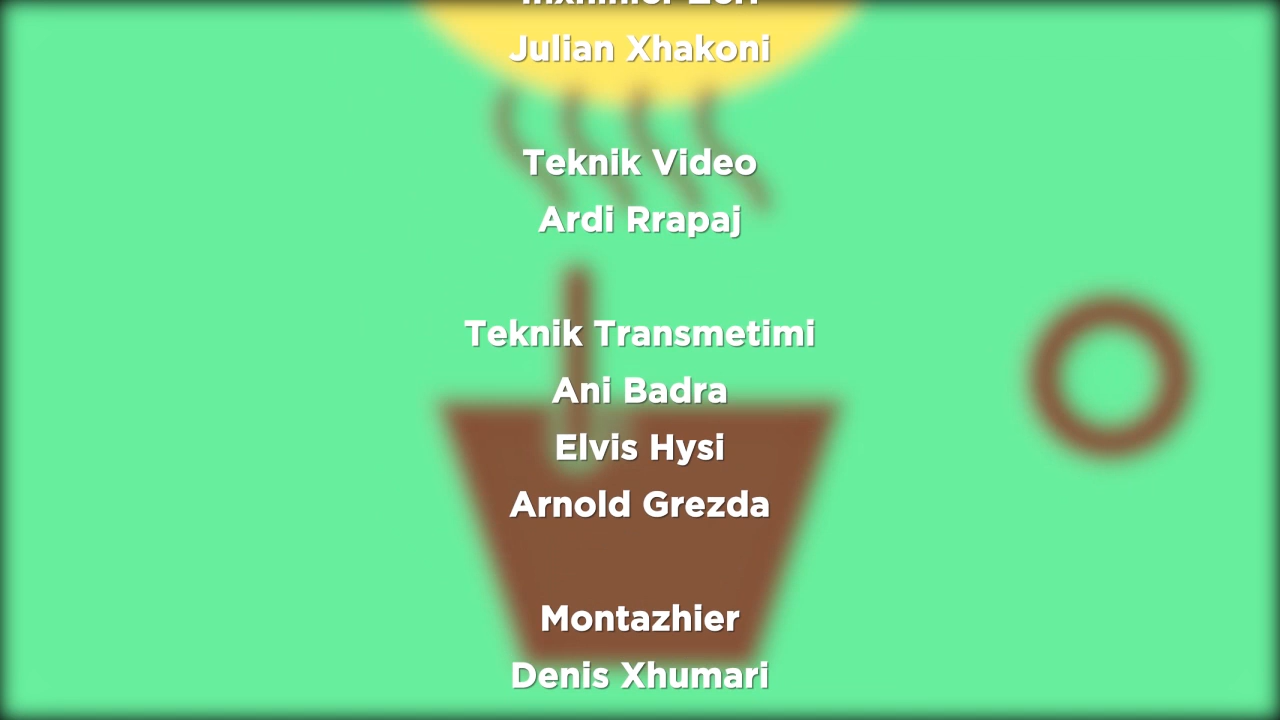 Julian Xhakoni
Teknik Video
Ardi Rrapaj
Teknik Transmetimi
Ani Badra
Elvis Hysi
Arnold Grezda
Montazhier
Denis Xhumari